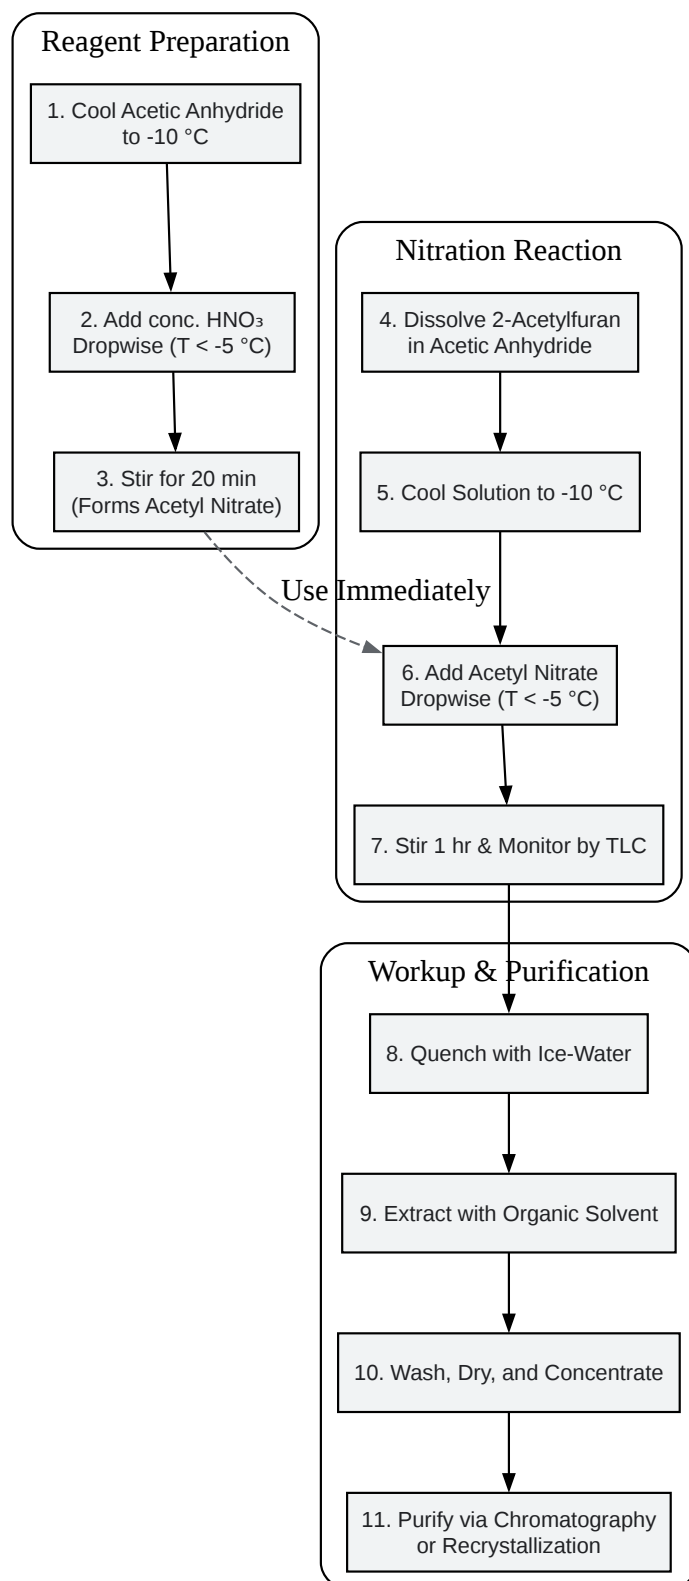 Reagent Preparation
1. Cool Acetic Anhydride
to -10 °C
2. Add conc. HNO₃
Dropwise (T < -5 °C)
3. Stir for 20 min
(Forms Acetyl Nitrate)
Use Immediately
Nitration Reaction
4. Dissolve 2-Acetylfuran
in Acetic Anhydride
5. Cool Solution to -10 °C
6. Add Acetyl Nitrate
Dropwise (T < -5 °C)
7. Stir 1 hr & Monitor by TLC
Workup & Purification
8. Quench with Ice-Water
9. Extract with Organic Solvent
10. Wash, Dry, and Concentrate
11. Purify via Chromatography
or Recrystallization